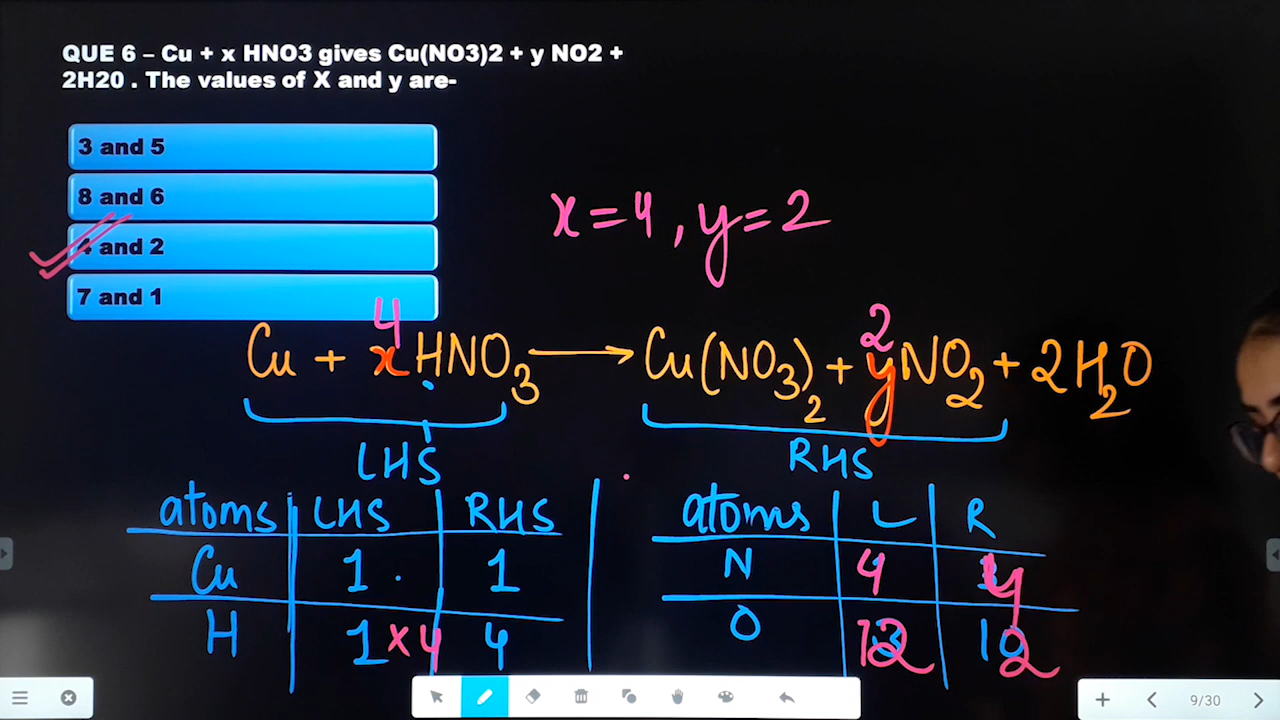 QUE 6 – Cu + x HNO3 gives Cu(NO3)2 + y NO2 +
2H20 . The values of X and y are-
3 and 5
8 and 6
4 and 2
7 and 1
x=4, y=2
4 2
Cu + x HNO3 → Cu(NO3)2 + y NO2 + 2H2O
LHS RHS
atoms LHS RHS
Cu 1 1
H 1 × 4 4
atoms L R
N 4 4
O 12 12
9/30